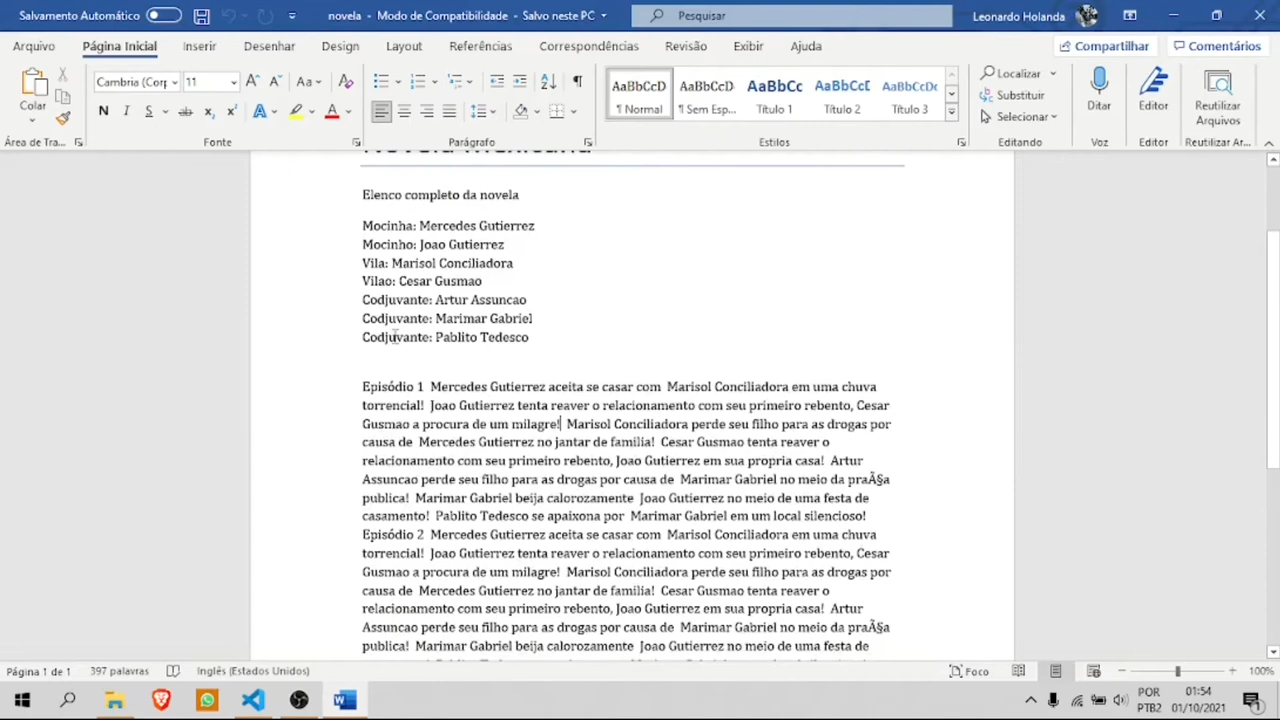 Salvamento Automático
novela - Modo de Compatibilidade - Salvo neste PC
Pesquisar
Leonardo Holanda
Arquivo Página Inicial Inserir Desenhar Design Layout Referências Correspondências Revisão Exibir Ajuda
Compartilhar Comentários
Colar
Cambria (Corp 11
Aa
N I S ab x₂ x² A A
AaBbCcD AaBbCcD AaBbCc AaBbCcD AaBbCcD
¶ Normal ¶ Sem Esp... Título 1 Título 2 Título 3
Localizar
Substituir
Selecionar
Ditar
Editor
Reutilizar
Arquivos
Área de Tra... Fonte Parágrafo Estilos Editando Voz Editor Reutilizar Ar...
Novela Mexicana
Elenco completo da novela
Mocinha: Mercedes Gutierrez
Mocinho: Joao Gutierrez
Vila: Marisol Conciliadora
Vilao: Cesar Gusmao
Codjuvante: Artur Assuncao
Codjuvante: Marimar Gabriel
Codjuvante: Pablito Tedesco
Episódio 1 Mercedes Gutierrez aceita se casar com Marisol Conciliadora em uma chuva
torrencial! Joao Gutierrez tenta reaver o relacionamento com seu primeiro rebento, Cesar
Gusmao a procura de um milagre! Marisol Conciliadora perde seu filho para as drogas por
causa de Mercedes Gutierrez no jantar de familia! Cesar Gusmao tenta reaver o
relacionamento com seu primeiro rebento, Joao Gutierrez em sua propria casa! Artur
Assuncao perde seu filho para as drogas por causa de Marimar Gabriel no meio da praÃ§a
publica! Marimar Gabriel beija calorozamente Joao Gutierrez no meio de uma festa de
casamento! Pablito Tedesco se apaixona por Marimar Gabriel em um local silencioso!
Episódio 2 Mercedes Gutierrez aceita se casar com Marisol Conciliadora em uma chuva
torrencial! Joao Gutierrez tenta reaver o relacionamento com seu primeiro rebento, Cesar
Gusmao a procura de um milagre! Marisol Conciliadora perde seu filho para as drogas por
causa de Mercedes Gutierrez no jantar de familia! Cesar Gusmao tenta reaver o
relacionamento com seu primeiro rebento, Joao Gutierrez em sua propria casa! Artur
Assuncao perde seu filho para as drogas por causa de Marimar Gabriel no meio da praÃ§a
publica! Marimar Gabriel beija calorozamente Joao Gutierrez no meio de uma festa de
Página 1 de 1 397 palavras Inglês (Estados Unidos) Foco 100%
POR 01:54
PTB2 01/10/2021